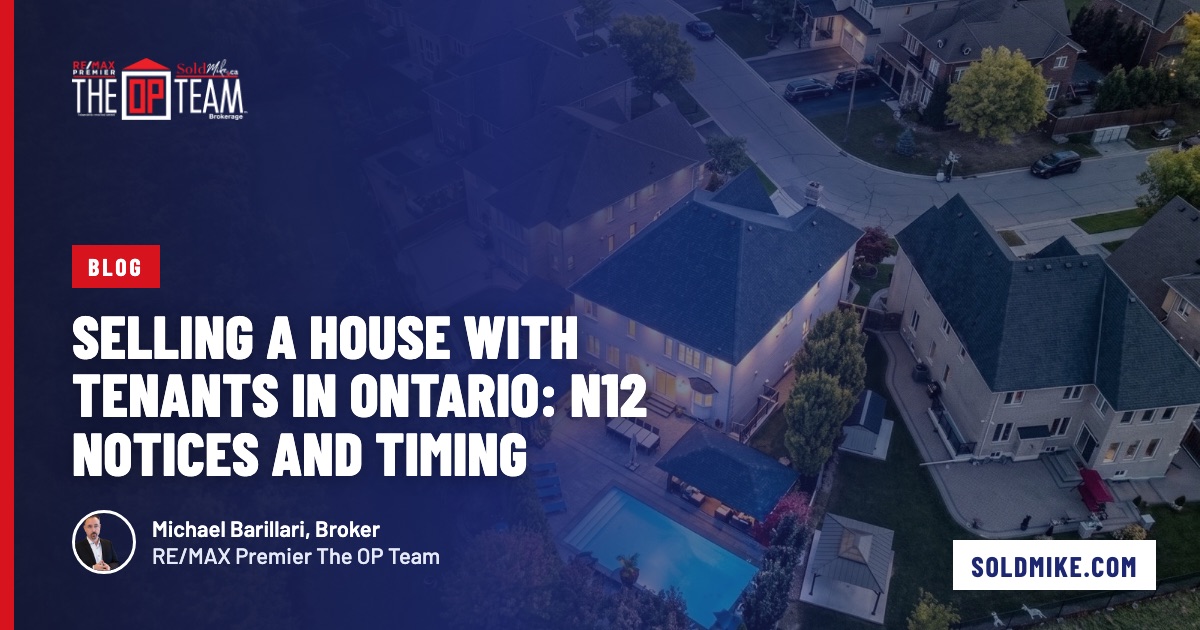 RE/MAX
PREMIER
SoldMike.ca
THE OP TEAM
Brokerage
BLOG
SELLING A HOUSE WITH
TENANTS IN ONTARIO: N12
NOTICES AND TIMING
Michael Barillari, Broker
RE/MAX Premier The OP Team
SOLDMIKE.COM